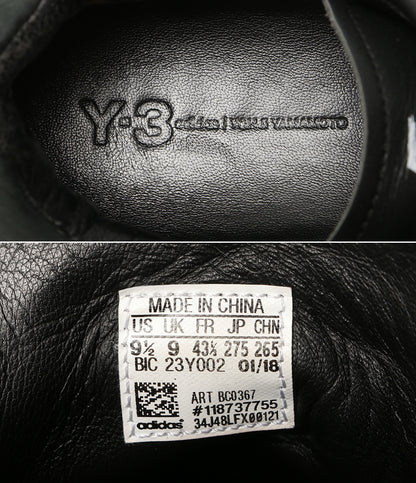 Y-3 adidas | YOHJI YAMAMOTO
MADE IN CHINA
US UK FR JP CHN
9½ 9 43⅓ 275 265
BIC 23Y002 01/18
ART BC0367
#118737755
adidas 34J48LFX00121